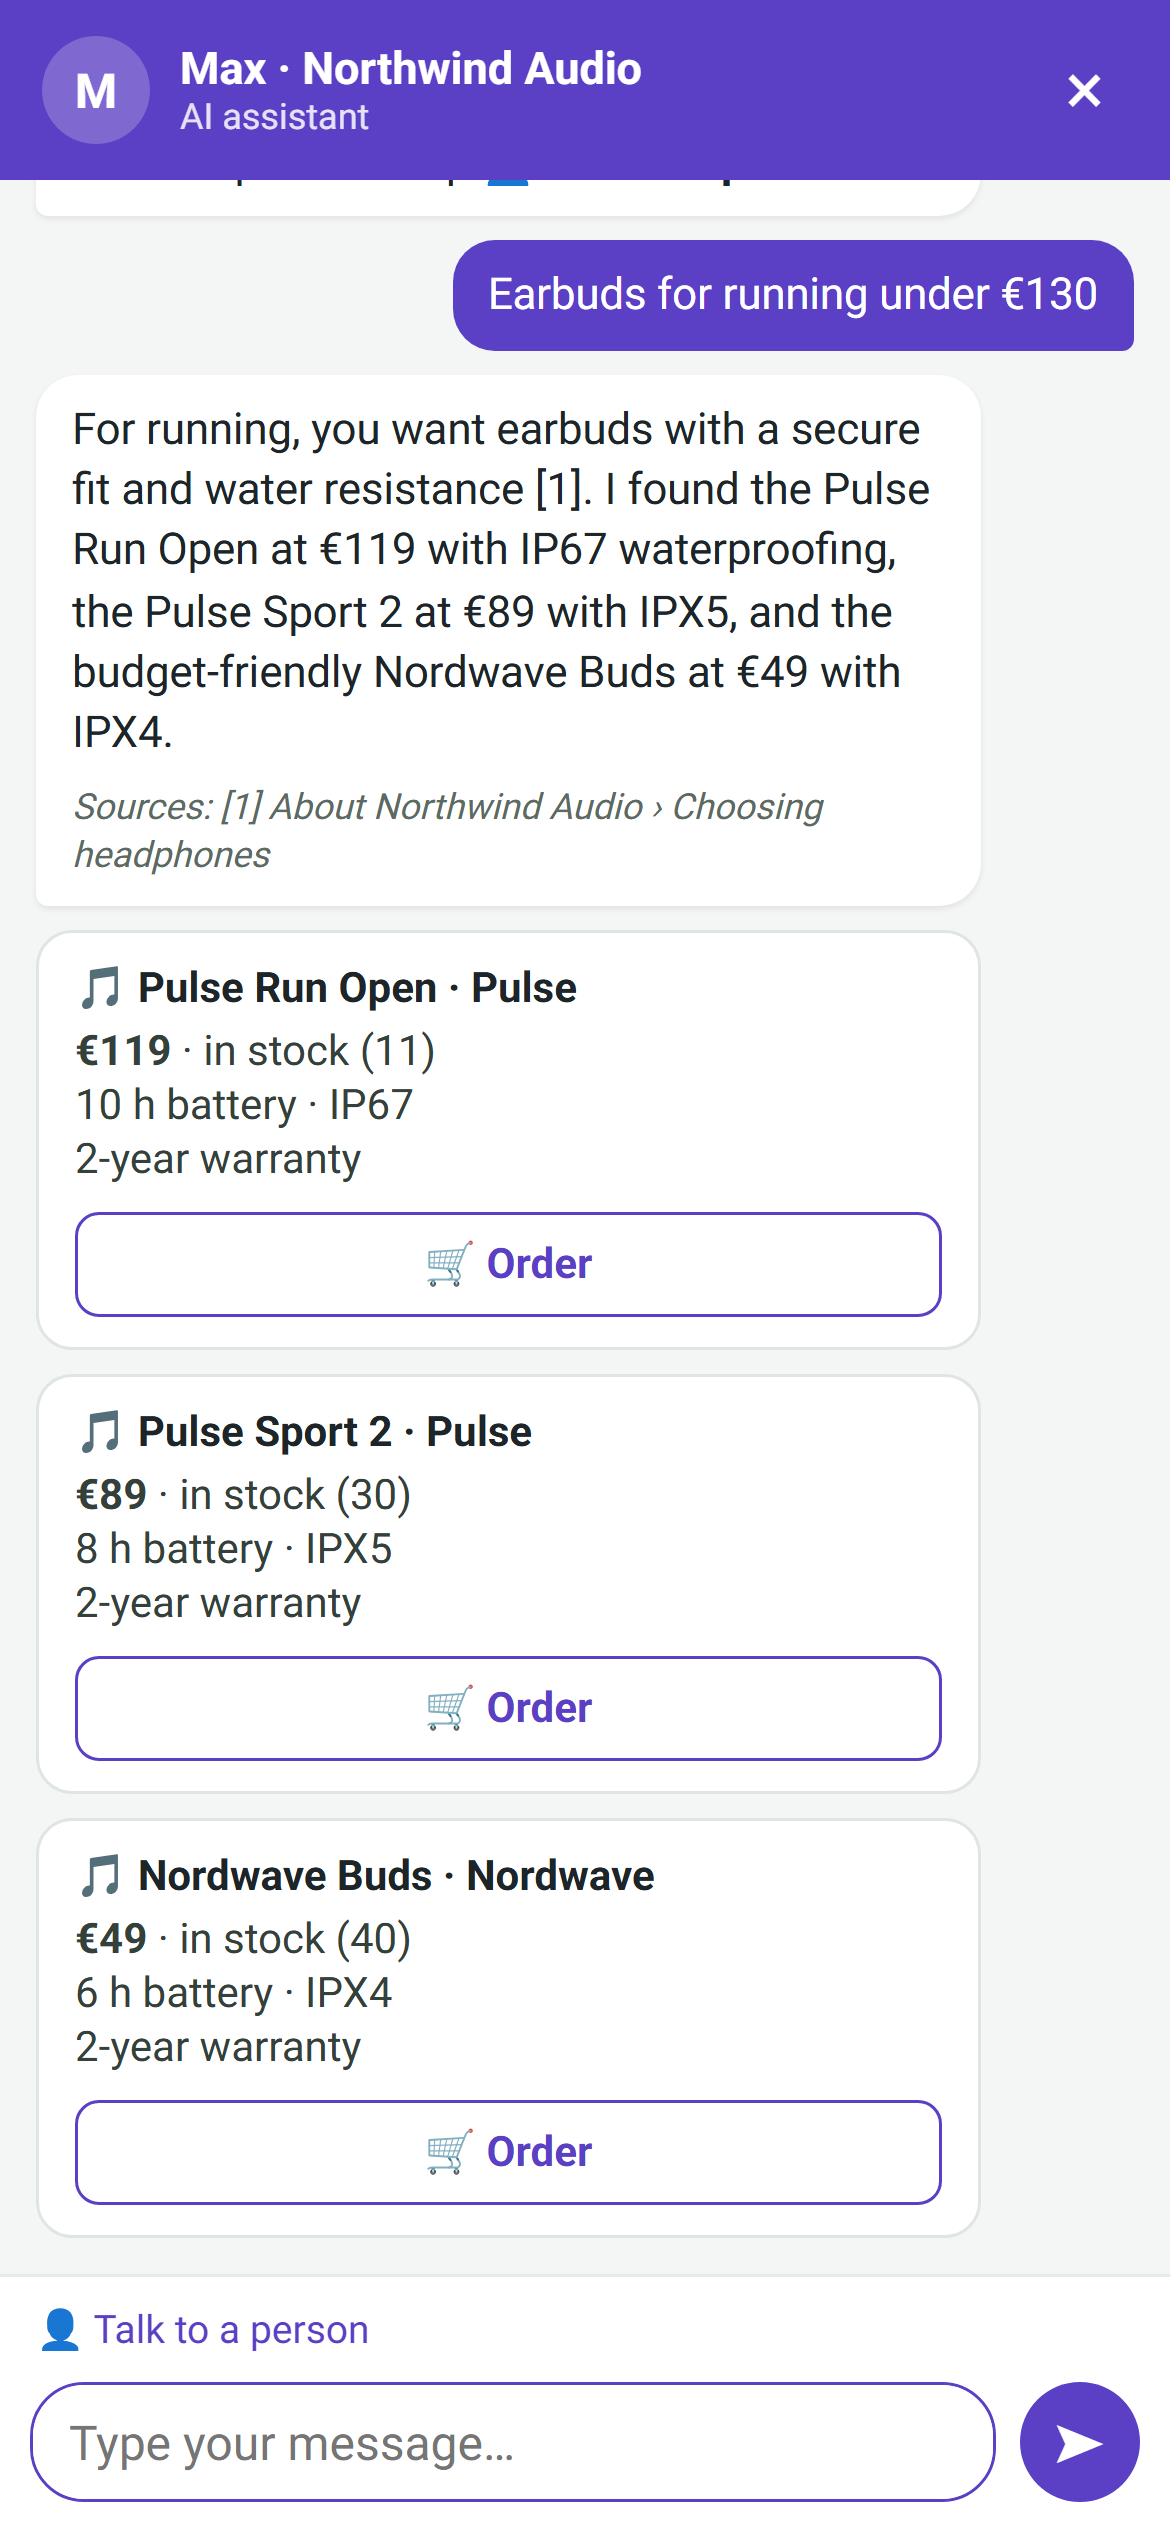 M
Max · Northwind Audio
AI assistant
×
Earbuds for running under €130
For running, you want earbuds with a secure
fit and water resistance [1]. I found the Pulse
Run Open at €119 with IP67 waterproofing,
the Pulse Sport 2 at €89 with IPX5, and the
budget-friendly Nordwave Buds at €49 with
IPX4.
Sources: [1] About Northwind Audio › Choosing
headphones
🎵 Pulse Run Open · Pulse
€119 · in stock (11)
10 h battery · IP67
2-year warranty
🛒 Order
🎵 Pulse Sport 2 · Pulse
€89 · in stock (30)
8 h battery · IPX5
2-year warranty
🛒 Order
🎵 Nordwave Buds · Nordwave
€49 · in stock (40)
6 h battery · IPX4
2-year warranty
🛒 Order
👤 Talk to a person
Type your message…